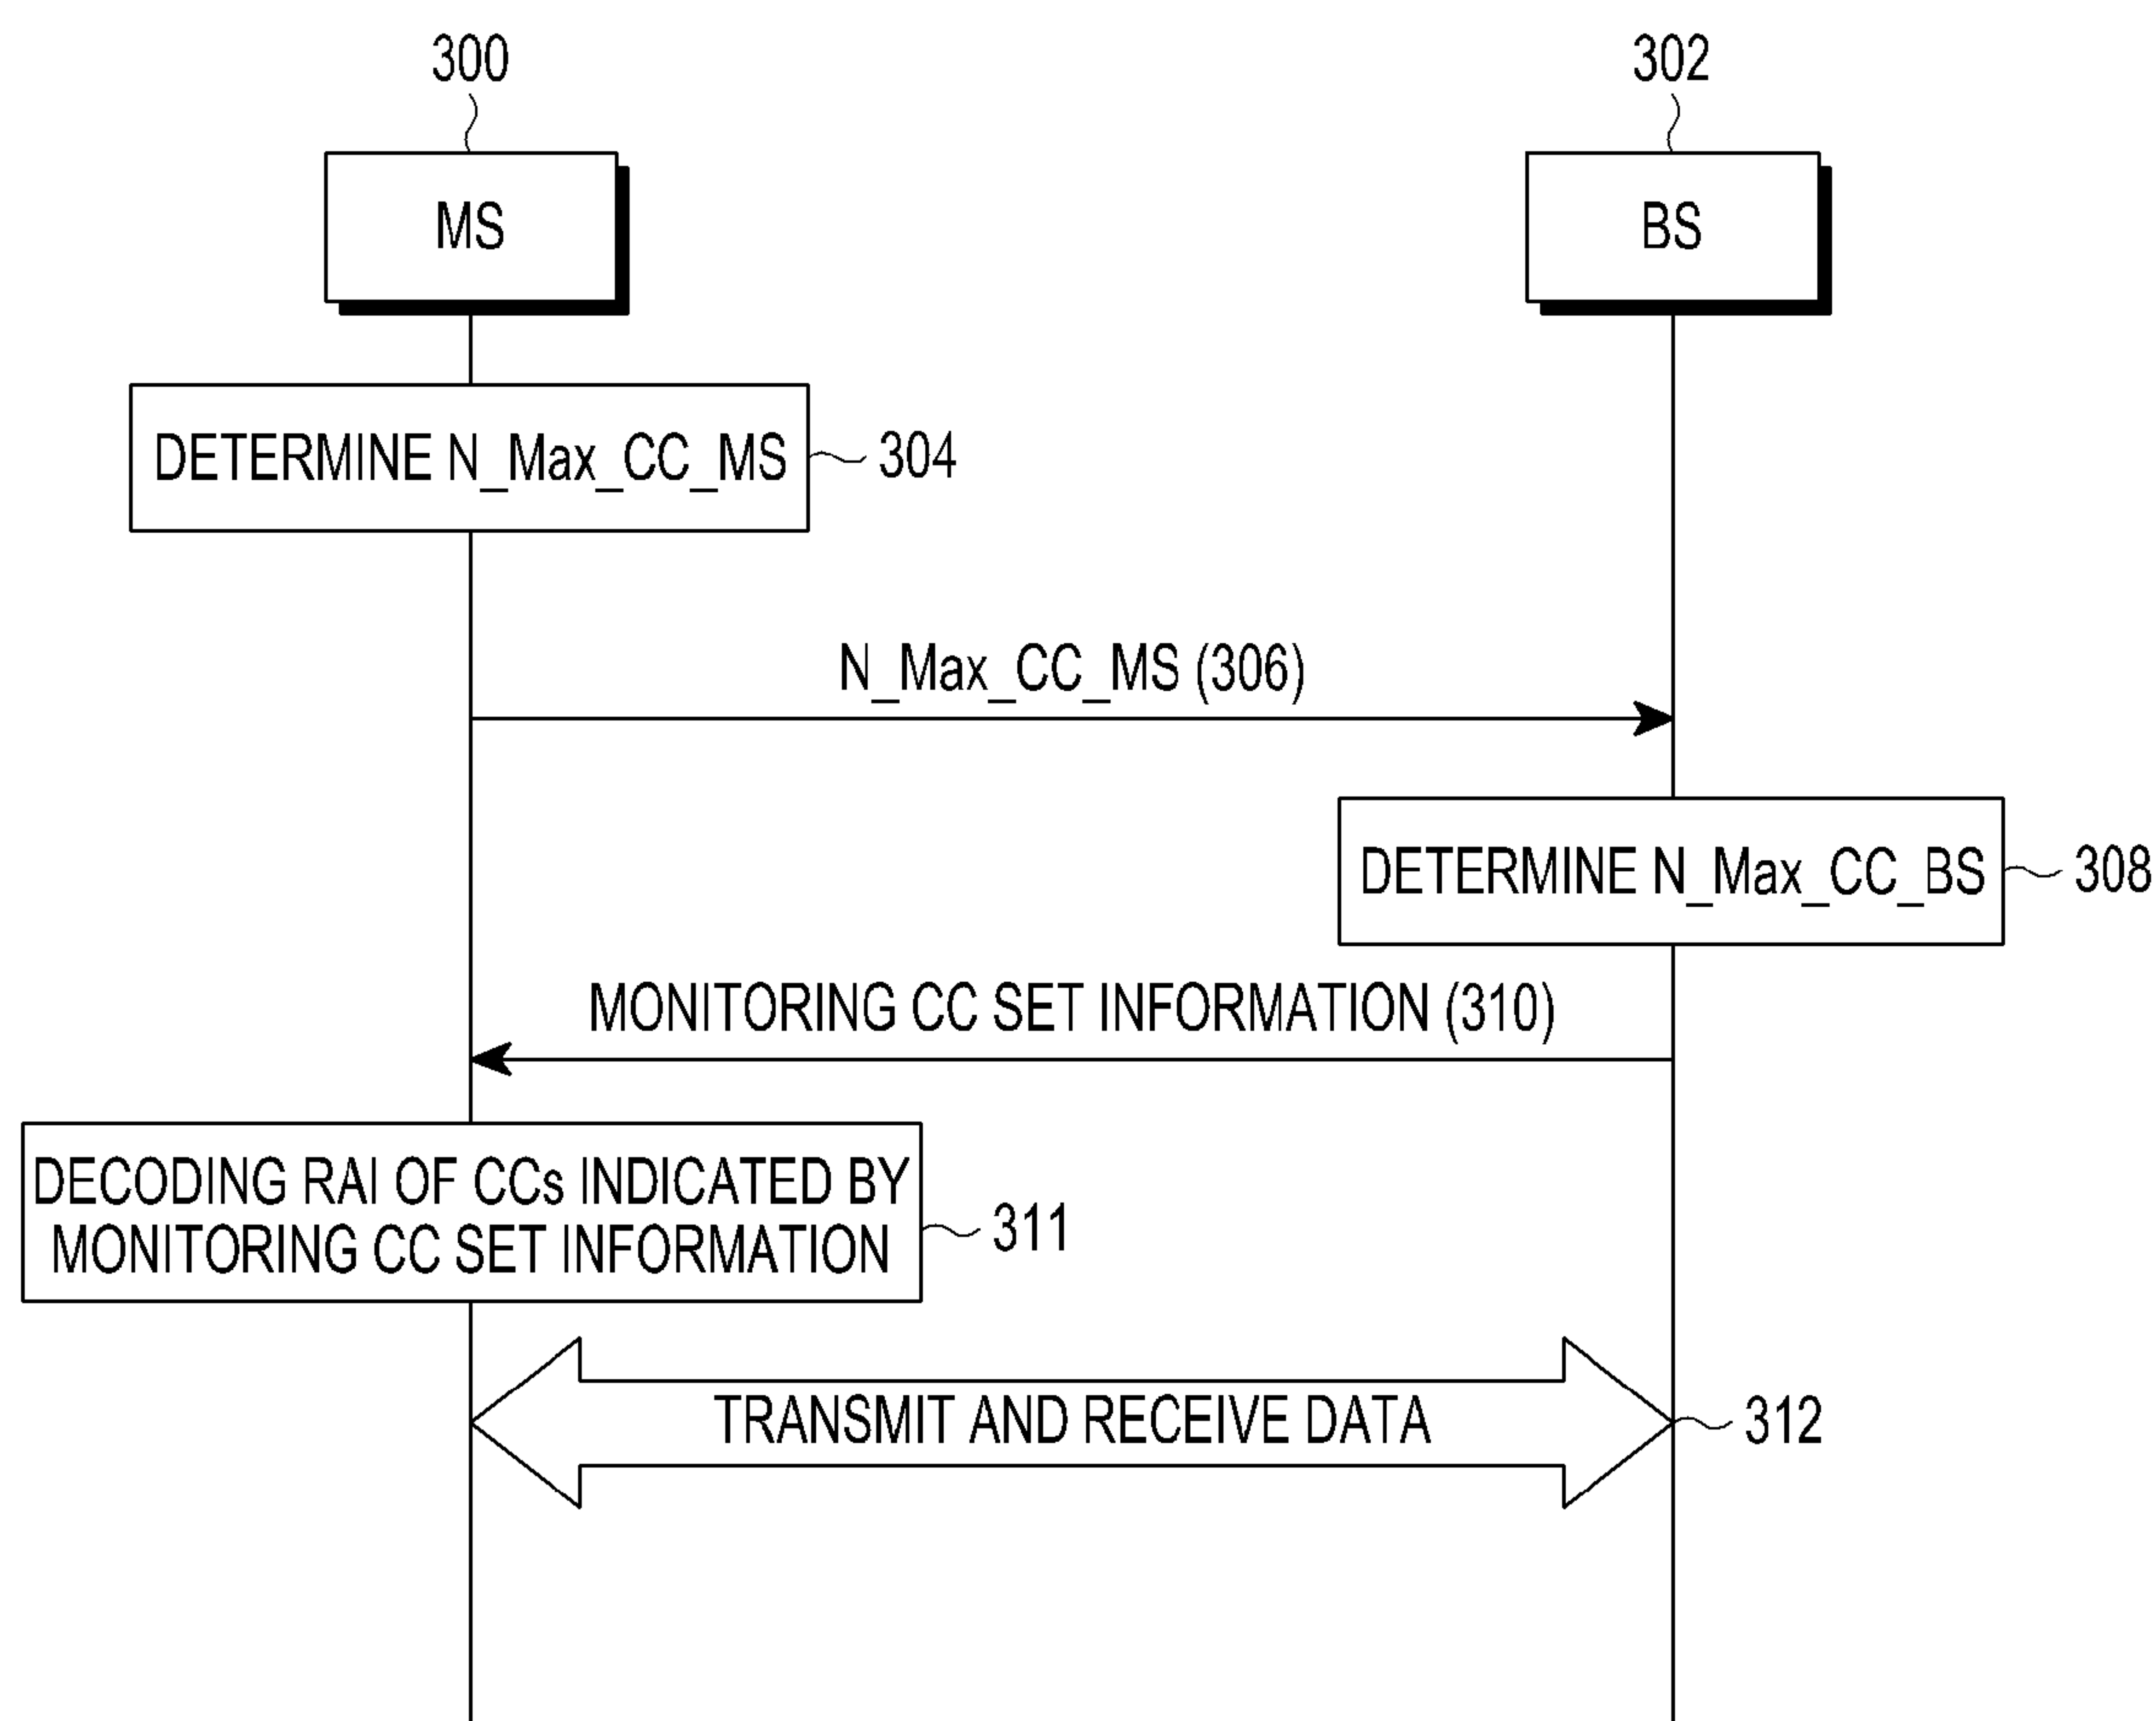 300
302
MS
BS
DETERMINE N_Max_CC_MS
304
N_Max_CC_MS (306)
DETERMINE N_Max_CC_BS
308
MONITORING CC SET INFORMATION (310)
DECODING RAI OF CCs INDICATED BY
MONITORING CC SET INFORMATION
311
TRANSMIT AND RECEIVE DATA
312